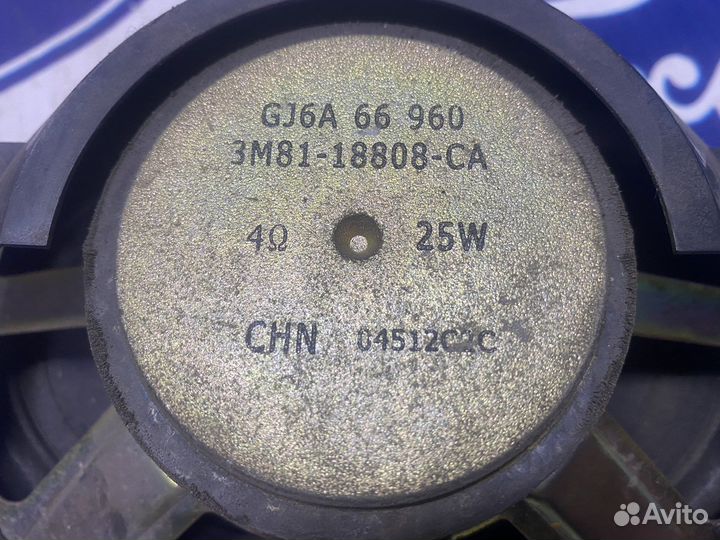 GJ6A 66 960
3M81-18808-CA
4Ω 25W
CHN
Avito